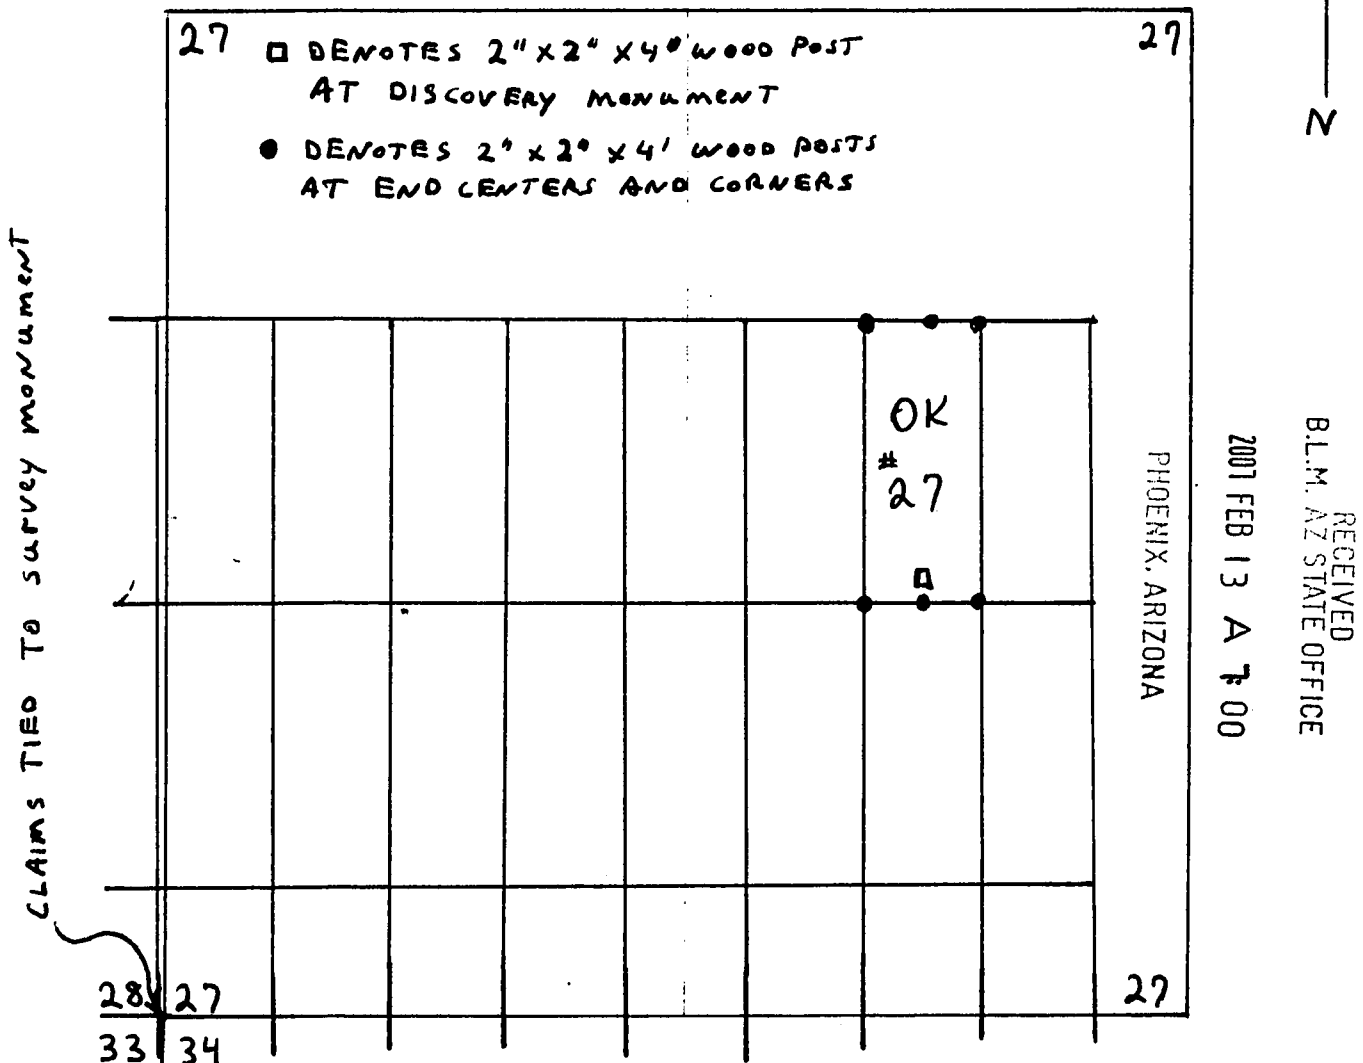 27
27
□ DENOTES 2" x 2" x 4" WOOD POST
AT DISCOVERY MONUMENT
● DENOTES 2" x 2" x 4' WOOD POSTS
AT END CENTERS AND CORNERS
N
CLAIMS TIED TO SURVEY MONUMENT
OK
#
27
RECEIVED
B.L.M. AZ STATE OFFICE
2007 FEB 13 A 7:00
PHOENIX, ARIZONA
28 27
27
33 34